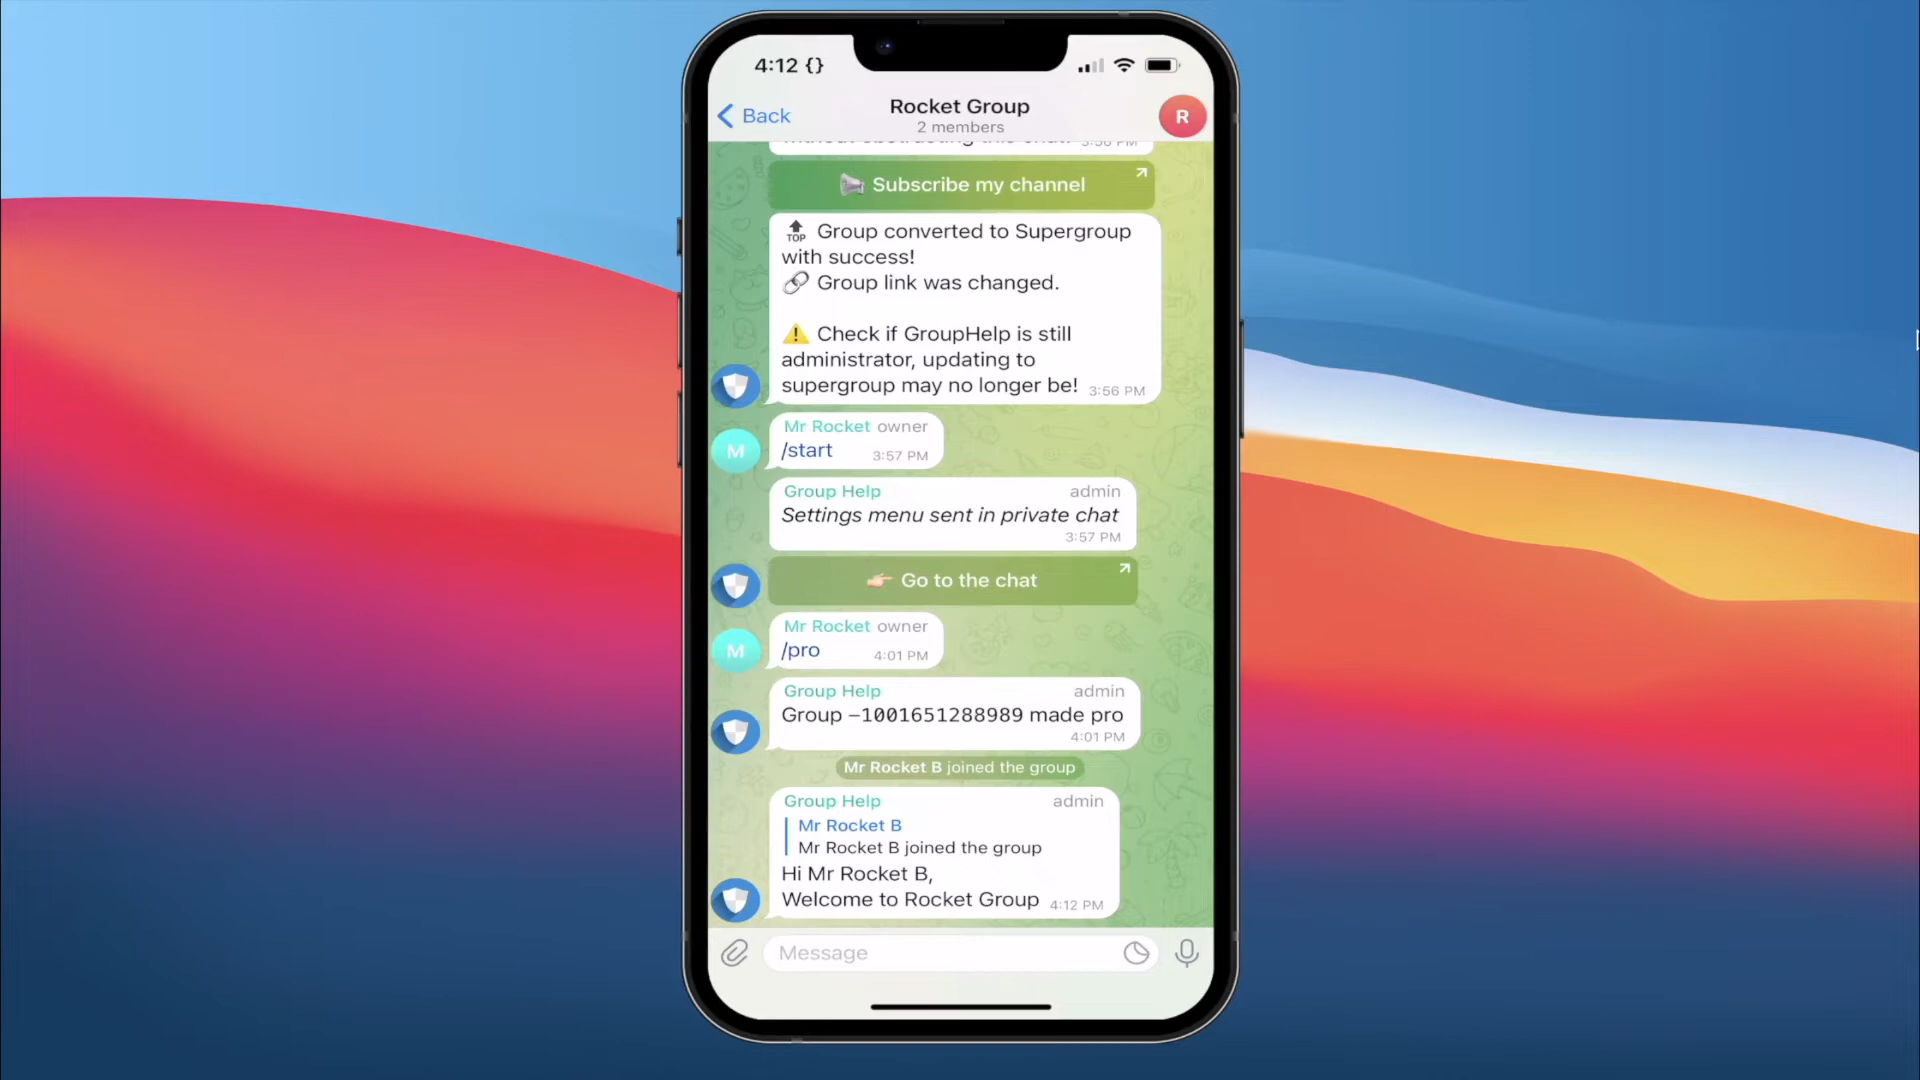 4:12 {}
Back
Rocket Group
2 members
R
3:56 PM
Subscribe my channel
TOP Group converted to Supergroup
with success!
Group link was changed.
Check if GroupHelp is still
administrator, updating to
supergroup may no longer be! 3:56 PM
Mr Rocket owner
M /start 3:57 PM
Group Help admin
Settings menu sent in private chat
3:57 PM
Go to the chat
Mr Rocket owner
M /pro 4:01 PM
Group Help admin
Group −1001651288989 made pro
4:01 PM
Mr Rocket B joined the group
Group Help admin
Mr Rocket B
Mr Rocket B joined the group
Hi Mr Rocket B,
Welcome to Rocket Group 4:12 PM
Message